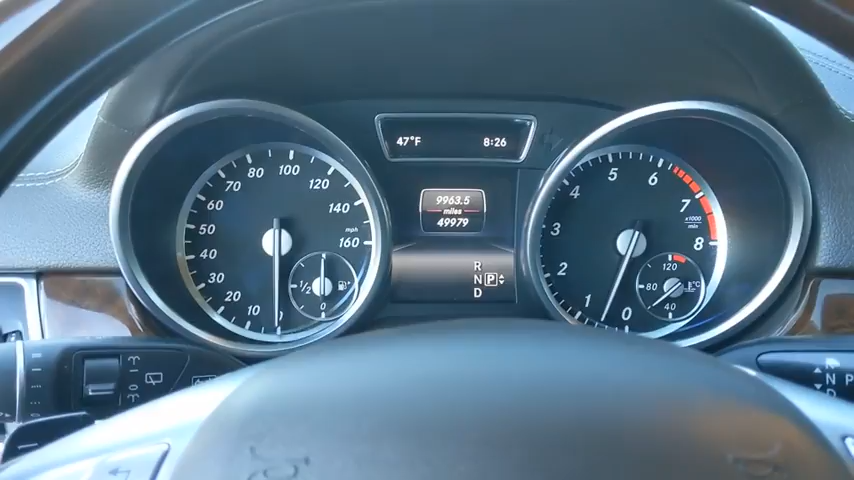 47°F 8:26
9963.5
miles
49979
10 20 30 40 50 60 70 80 100 120 140 160
mph
0 1/2 1
0 1 2 3 4 5 6 7 8
x1000
min
40 80 120 °C
R
N P
D
N P
D